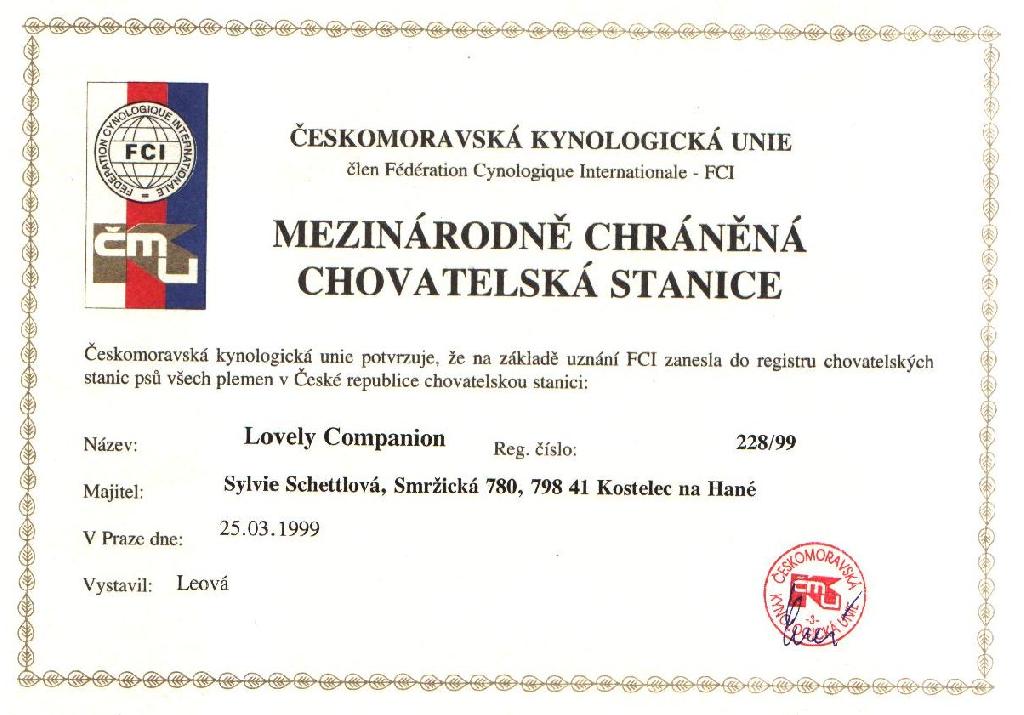 FEDERATION CYNOLOGIQUE INTERNATIONALE
FCI
čmu
ČESKOMORAVSKÁ KYNOLOGICKÁ UNIE
člen Fédération Cynologique Internationale - FCI
MEZINÁRODNĚ CHRÁNĚNÁ
CHOVATELSKÁ STANICE
Českomoravská kynologická unie potvrzuje, že na základě uznání FCI zanesla do registru chovatelských
stanic psů všech plemen v České republice chovatelskou stanici:
Název: Lovely Companion Reg. číslo: 228/99
Majitel: Sylvie Schettlová, Smržická 780, 798 41 Kostelec na Hané
V Praze dne: 25.03.1999
Vystavil: Leová
ČESKOMORAVSKÁ
čmu
-3-
KYNOLOGICKÁ UNIE